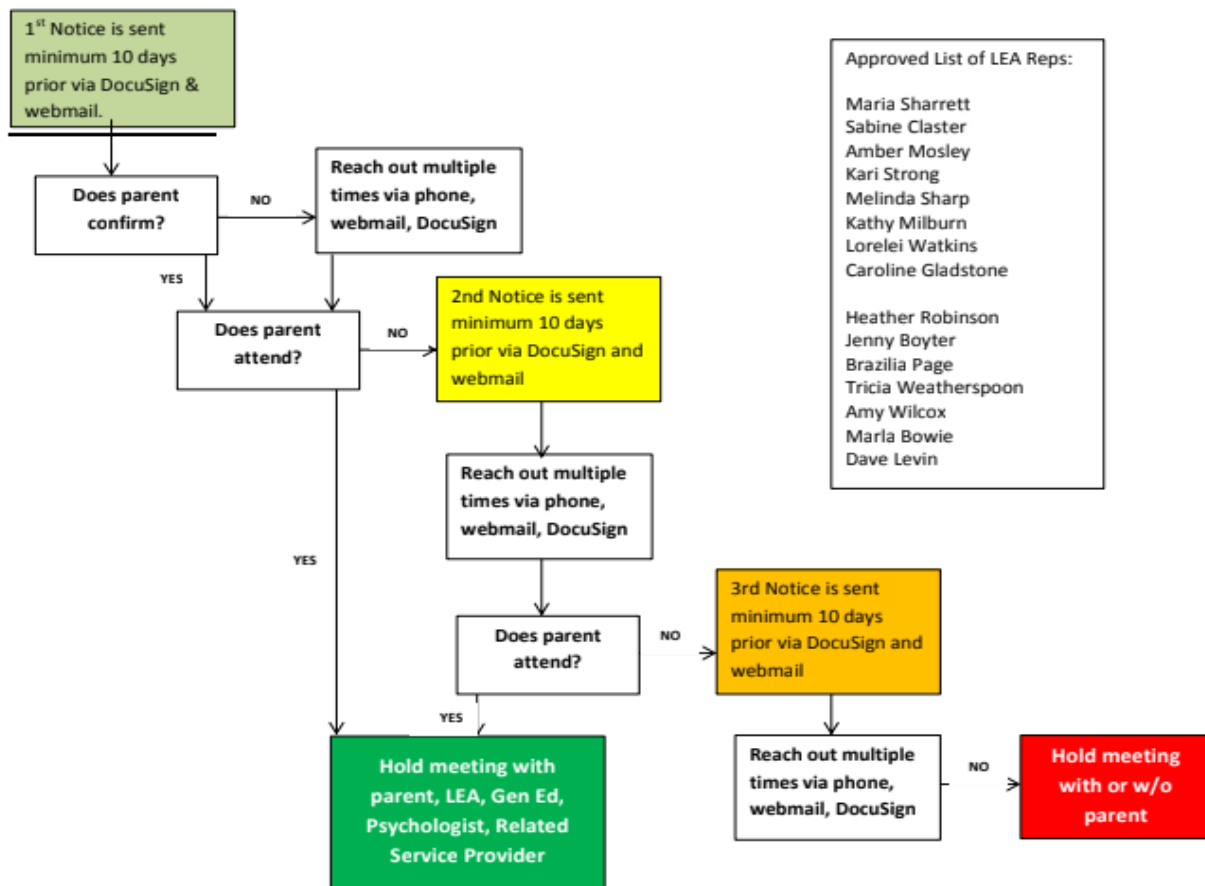 1st Notice is sent
minimum 10 days
prior via DocuSign &
webmail.
Does parent
confirm?
NO
Reach out multiple
times via phone,
webmail, DocuSign
YES
Does parent
attend?
NO
2nd Notice is sent
minimum 10 days
prior via DocuSign and
webmail
Reach out multiple
times via phone,
webmail, DocuSign
YES
Does parent
attend?
NO
3rd Notice is sent
minimum 10 days
prior via DocuSign and
webmail
YES
Hold meeting with
parent, LEA, Gen Ed,
Psychologist, Related
Service Provider
Reach out multiple
times via phone,
webmail, DocuSign
NO
Hold meeting
with or w/o
parent
Approved List of LEA Reps:
Maria Sharrett
Sabine Claster
Amber Mosley
Kari Strong
Melinda Sharp
Kathy Milburn
Lorelei Watkins
Caroline Gladstone
Heather Robinson
Jenny Boyter
Brazilia Page
Tricia Weatherspoon
Amy Wilcox
Marla Bowie
Dave Levin